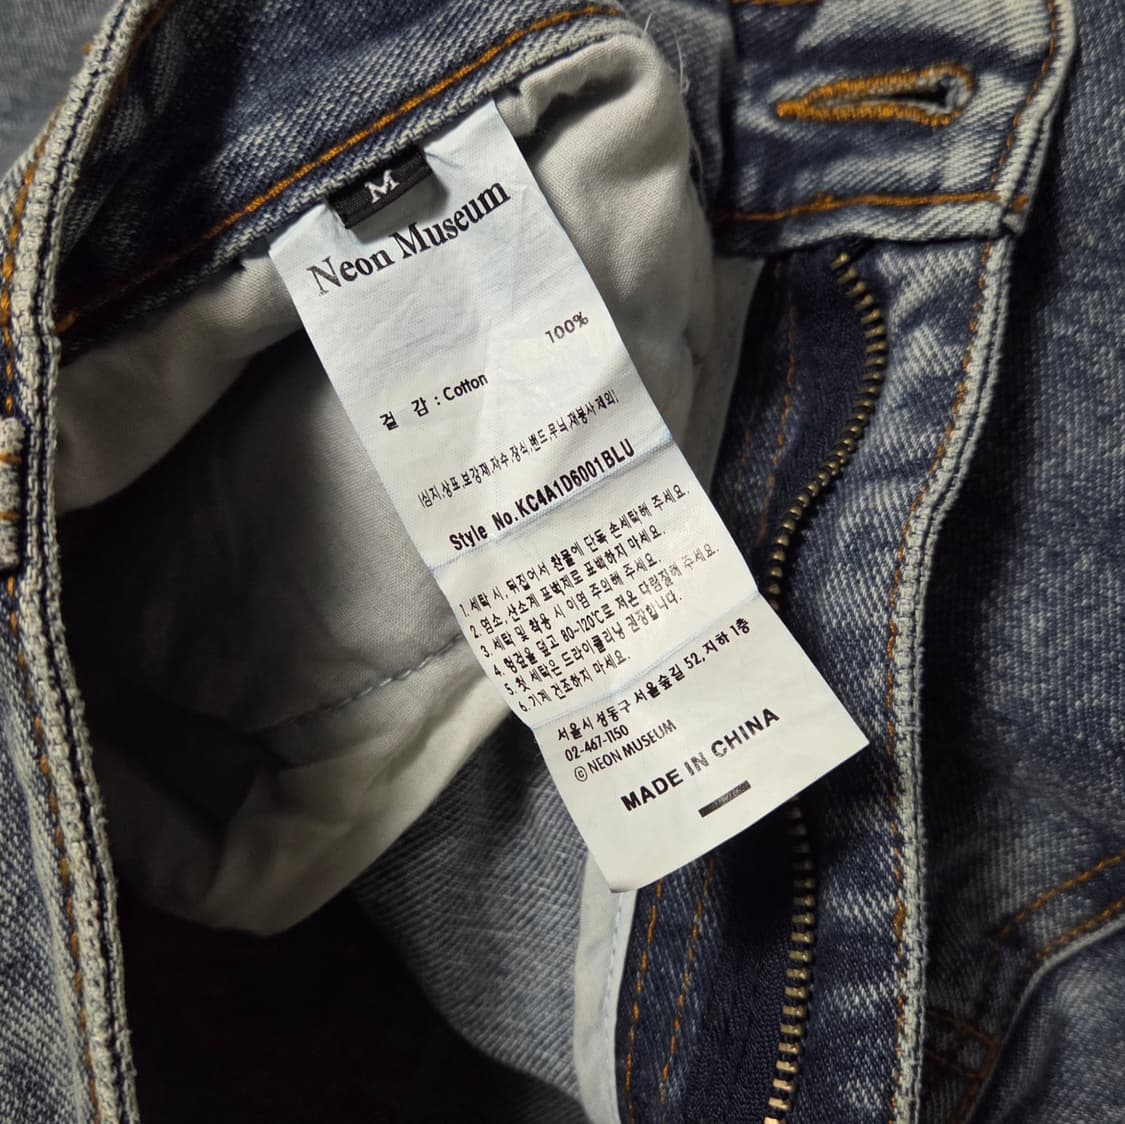 M
Neon Museum
걸 감 : Cotton 100%
(심지,상표,보강재,자수,장식,밴드,무늬,재봉사 제외)
Style No.KC4A1D6001BLU
1. 세탁 시, 뒤집어서 찬물에 단독 손세탁해 주세요.
2. 염소, 산소계 표백제로 표백하지 마세요.
3. 세탁 및 착용 시 이염 주의해 주세요.
4. 헝겊을 덮고 80-120℃로 저온 다림질해 주세요.
5. 첫 세탁은 드라이클리닝 권장합니다.
6. 기계 건조하지 마세요.
서울시 성동구 서울숲길 52,지하 1층
02-467-1150
© NEON MUSEUM
MADE IN CHINA